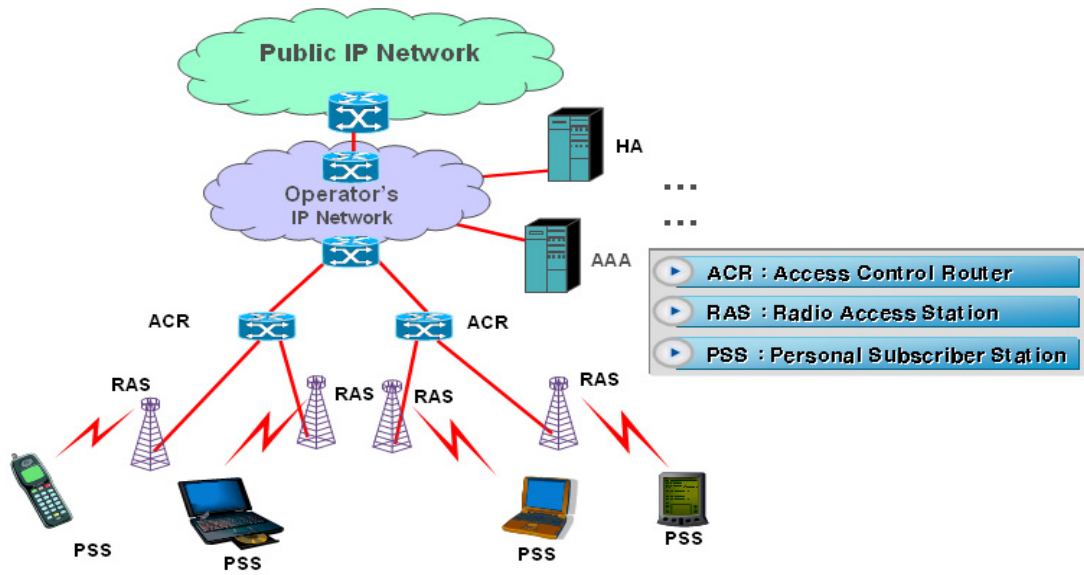 Public IP Network
HA
Operator's
IP Network
...
...
AAA
ACR : Access Control Router
RAS : Radio Access Station
PSS : Personal Subscriber Station
ACR
ACR
RAS
RAS
RAS
RAS
PSS
PSS
PSS
PSS